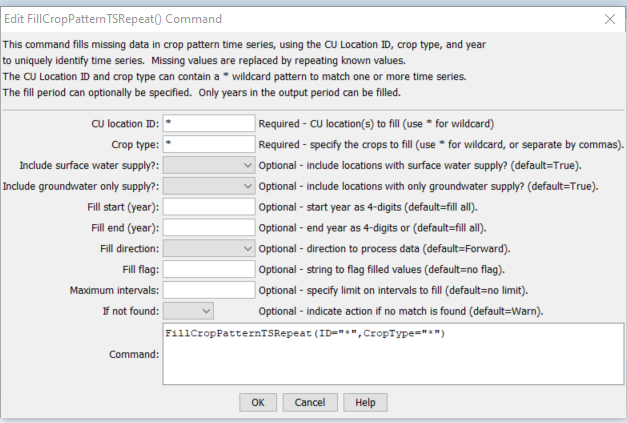 Edit FillCropPatternTSRepeat() Command
This command fills missing data in crop pattern time series, using the CU Location ID, crop type, and year
to uniquely identify time series.  Missing values are replaced by repeating known values.
The CU Location ID and crop type can contain a * wildcard pattern to match one or more time series.
The fill period can optionally be specified.  Only years in the output period can be filled.
CU location ID: * Required - CU location(s) to fill (use * for wildcard)
Crop type: * Required - specify the crops to fill (use * for wildcard, or separate by commas).
Include surface water supply?: Optional - include locations with surface water supply? (default=True).
Include groundwater only supply?: Optional - include locations with only groundwater supply? (default=True).
Fill start (year): Optional - start year as 4-digits (default=fill all).
Fill end (year): Optional - end year as 4-digits or (default=fill all).
Fill direction: Optional - direction to process data (default=Forward).
Fill flag: Optional - string to flag filled values (default=no flag).
Maximum intervals: Optional - specify limit on intervals to fill (default=no limit).
If not found: Optional - indicate action if no match is found (default=Warn).
Command: FillCropPatternTSRepeat(ID="*",CropType="*")
OK Cancel Help